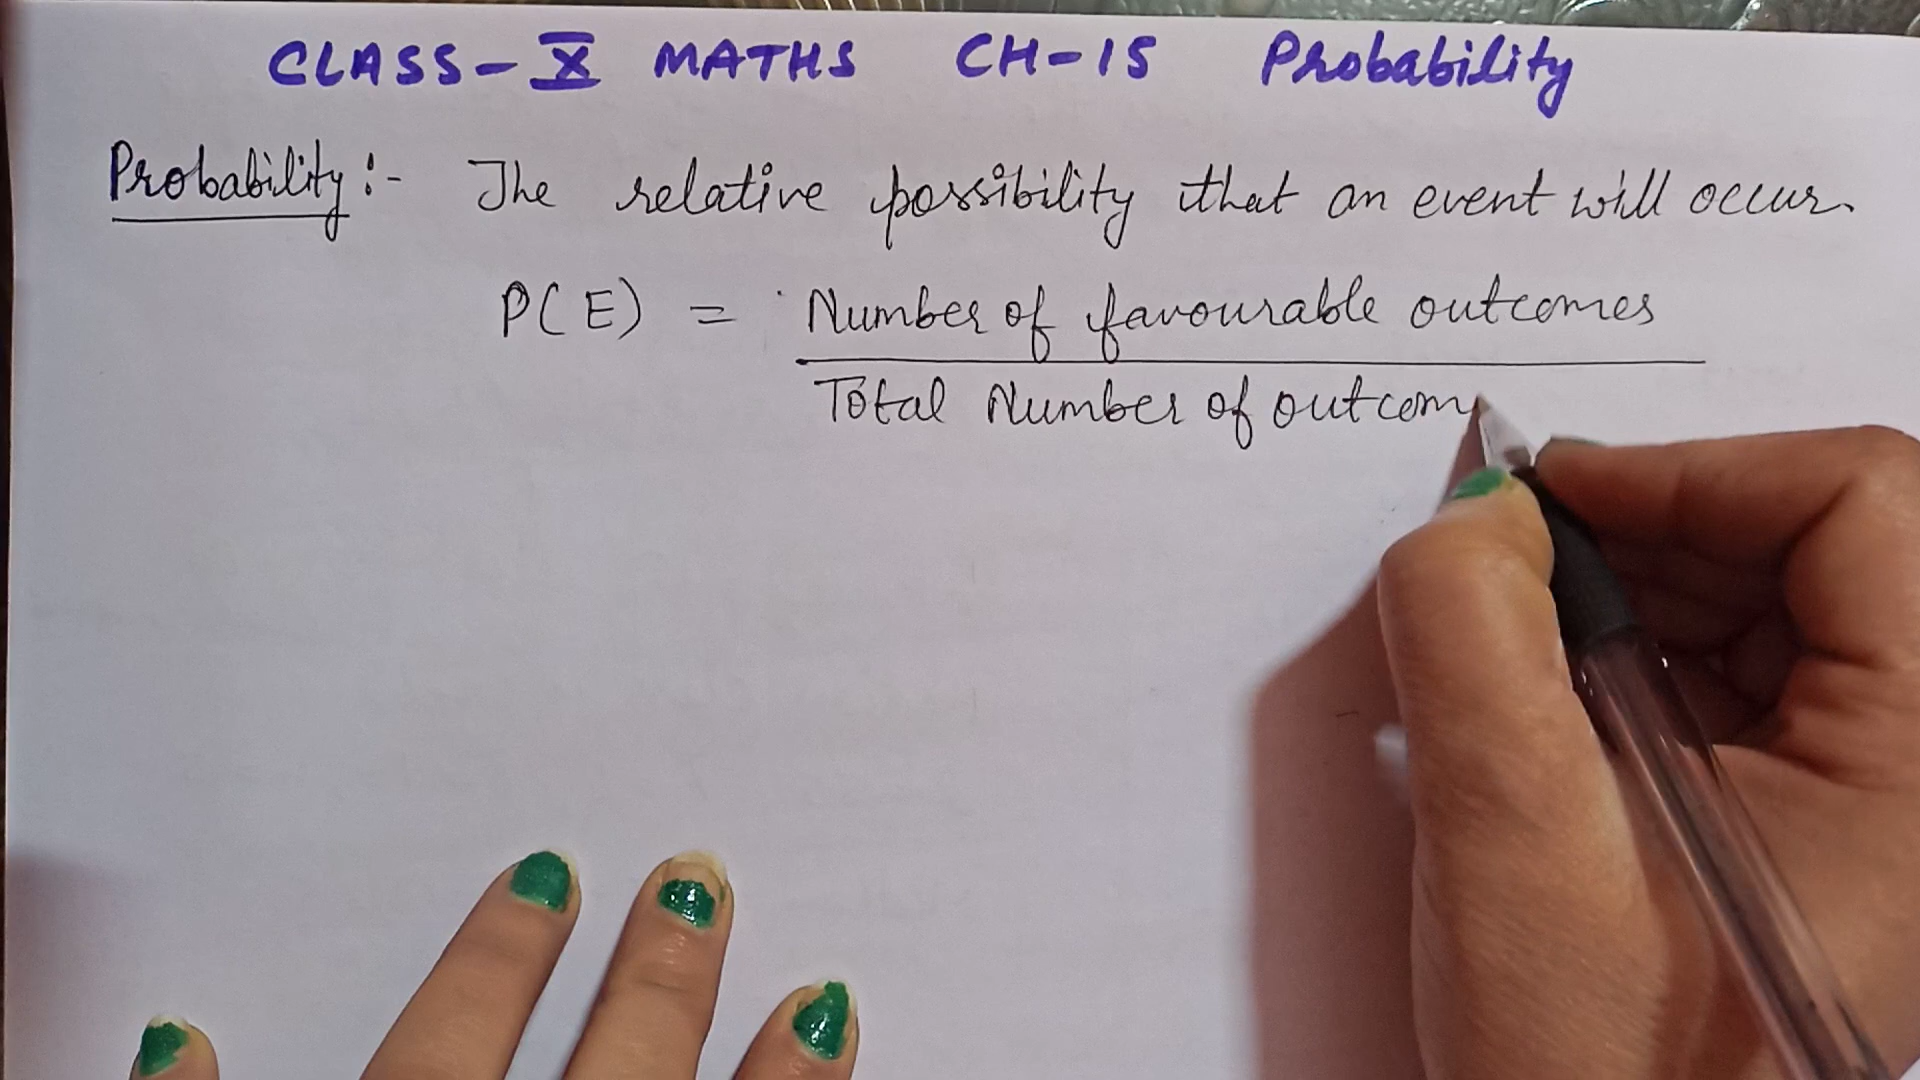 CLASS-X MATHS CH-15 Probability
Probability:- The relative possibility that an event will occur.
P(E) = Number of favourable outcomes
Total Number of outcom